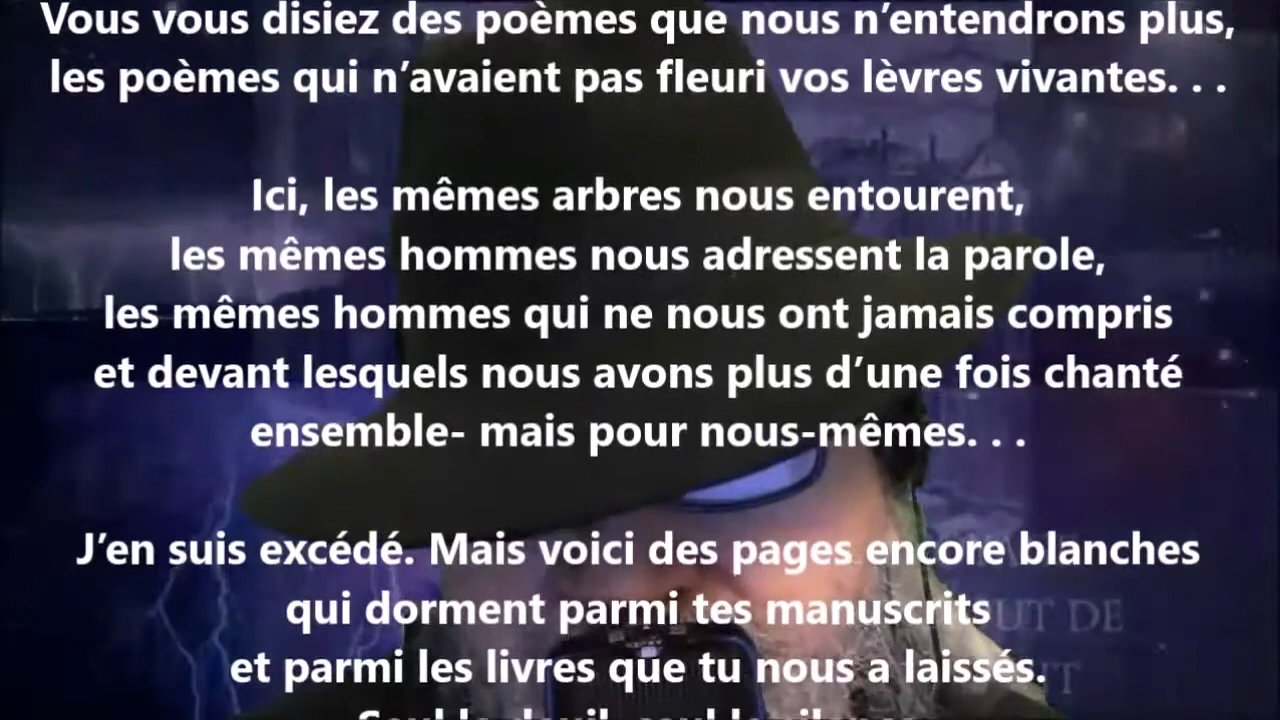 Vous vous disiez des poèmes que nous n’entendrons plus,
les poèmes qui n’avaient pas fleuri vos lèvres vivantes. . .
Ici, les mêmes arbres nous entourent,
les mêmes hommes nous adressent la parole,
les mêmes hommes qui ne nous ont jamais compris
et devant lesquels nous avons plus d’une fois chanté
ensemble- mais pour nous-mêmes. . .
J’en suis excédé. Mais voici des pages encore blanches
qui dorment parmi tes manuscrits
UT DE
et parmi les livres que tu nous a laissés.